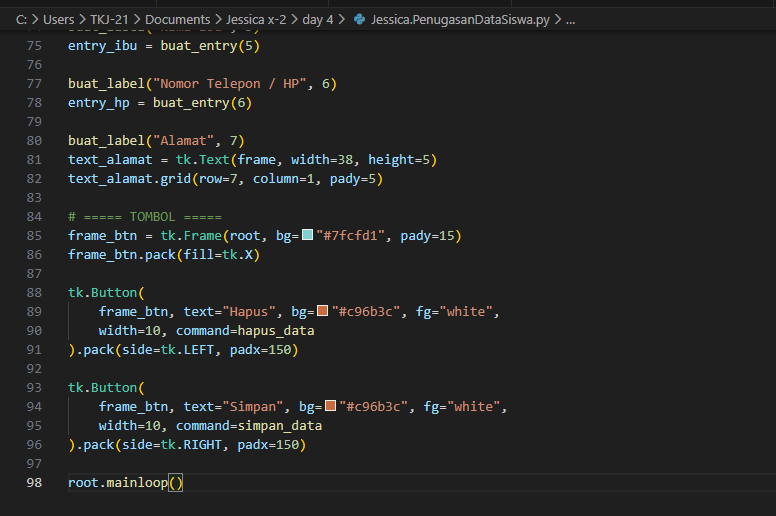 C: > Users > TKJ-21 > Documents > Jessica x-2 > day 4 > Jessica.PenugasanDataSiswa.py > ...
75 entry_ibu = buat_entry(5)
76
77 buat_label("Nomor Telepon / HP", 6)
78 entry_hp = buat_entry(6)
79
80 buat_label("Alamat", 7)
81 text_alamat = tk.Text(frame, width=38, height=5)
82 text_alamat.grid(row=7, column=1, pady=5)
83
84 # ===== TOMBOL =====
85 frame_btn = tk.Frame(root, bg="#7fcfd1", pady=15)
86 frame_btn.pack(fill=tk.X)
87
88 tk.Button(
89     frame_btn, text="Hapus", bg="#c96b3c", fg="white",
90     width=10, command=hapus_data
91 ).pack(side=tk.LEFT, padx=150)
92
93 tk.Button(
94     frame_btn, text="Simpan", bg="#c96b3c", fg="white",
95     width=10, command=simpan_data
96 ).pack(side=tk.RIGHT, padx=150)
97
98 root.mainloop()